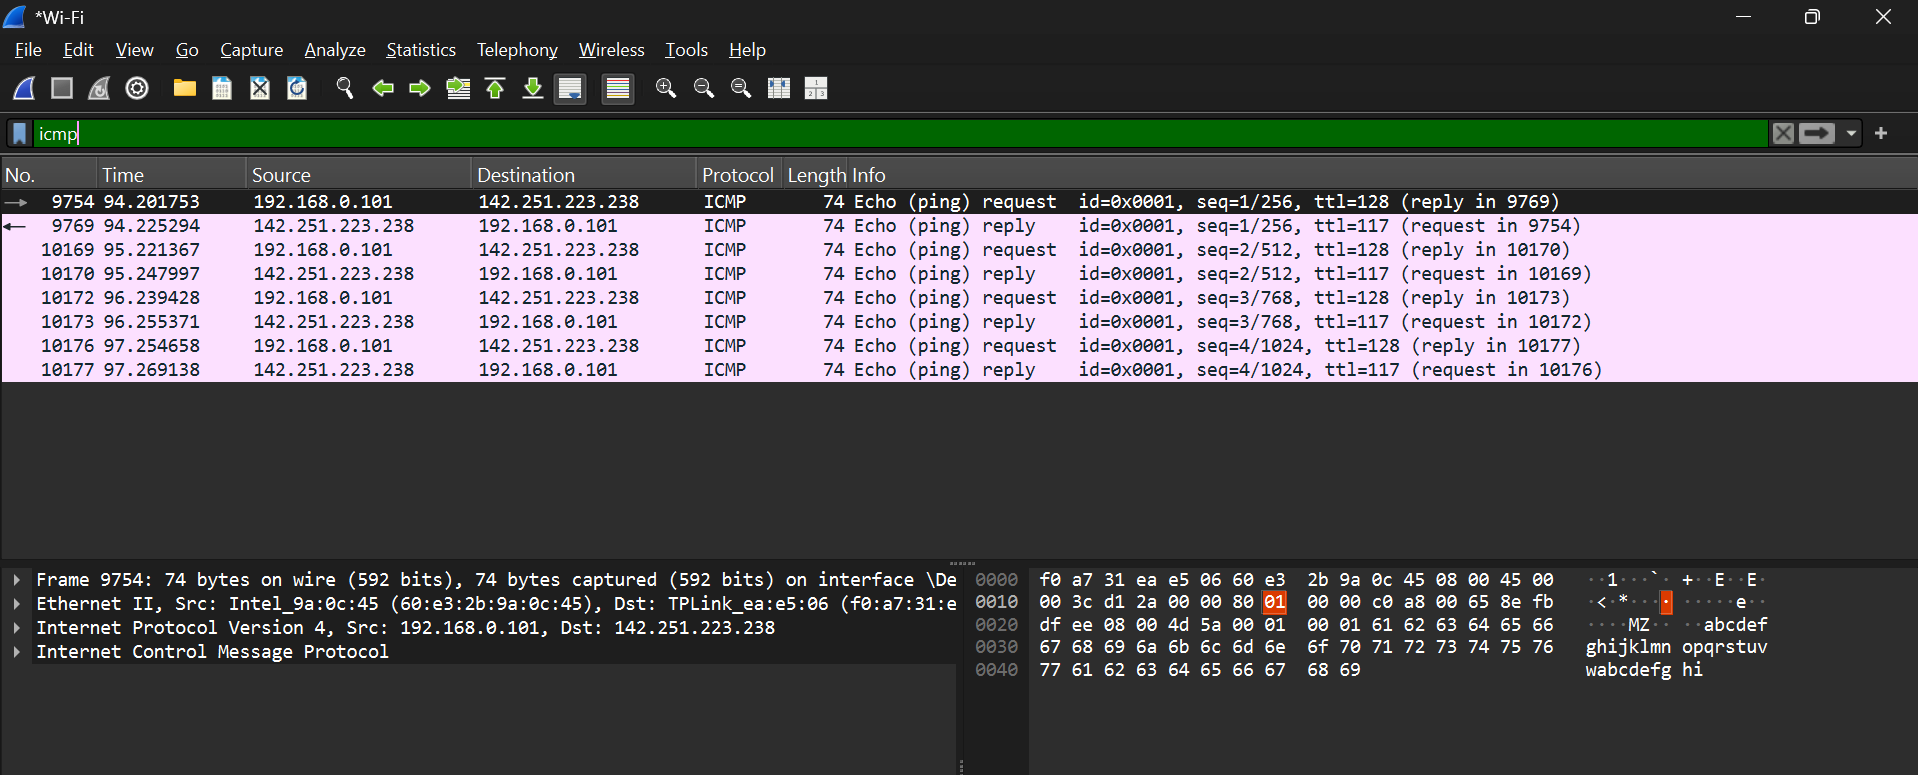 *Wi-Fi
File Edit View Go Capture Analyze Statistics Telephony Wireless Tools Help
icmp
No. Time Source Destination Protocol Length Info
9754 94.201753 192.168.0.101 142.251.223.238 ICMP 74 Echo (ping) request id=0x0001, seq=1/256, ttl=128 (reply in 9769)
9769 94.225294 142.251.223.238 192.168.0.101 ICMP 74 Echo (ping) reply id=0x0001, seq=1/256, ttl=117 (request in 9754)
10169 95.221367 192.168.0.101 142.251.223.238 ICMP 74 Echo (ping) request id=0x0001, seq=2/512, ttl=128 (reply in 10170)
10170 95.247997 142.251.223.238 192.168.0.101 ICMP 74 Echo (ping) reply id=0x0001, seq=2/512, ttl=117 (request in 10169)
10172 96.239428 192.168.0.101 142.251.223.238 ICMP 74 Echo (ping) request id=0x0001, seq=3/768, ttl=128 (reply in 10173)
10173 96.255371 142.251.223.238 192.168.0.101 ICMP 74 Echo (ping) reply id=0x0001, seq=3/768, ttl=117 (request in 10172)
10176 97.254658 192.168.0.101 142.251.223.238 ICMP 74 Echo (ping) request id=0x0001, seq=4/1024, ttl=128 (reply in 10177)
10177 97.269138 142.251.223.238 192.168.0.101 ICMP 74 Echo (ping) reply id=0x0001, seq=4/1024, ttl=117 (request in 10176)
Frame 9754: 74 bytes on wire (592 bits), 74 bytes captured (592 bits) on interface \De
Ethernet II, Src: Intel_9a:0c:45 (60:e3:2b:9a:0c:45), Dst: TPLink_ea:e5:06 (f0:a7:31:e
Internet Protocol Version 4, Src: 192.168.0.101, Dst: 142.251.223.238
Internet Control Message Protocol
0000 f0 a7 31 ea e5 06 60 e3 2b 9a 0c 45 08 00 45 00 ··1···`· +··E··E·
0010 00 3c d1 2a 00 00 80 01 00 00 c0 a8 00 65 8e fb ·<·*···· ·····e··
0020 df ee 08 00 4d 5a 00 01 00 01 61 62 63 64 65 66 ····MZ·· ··abcdef
0030 67 68 69 6a 6b 6c 6d 6e 6f 70 71 72 73 74 75 76 ghijklmn opqrstuv
0040 77 61 62 63 64 65 66 67 68 69 wabcdefg hi